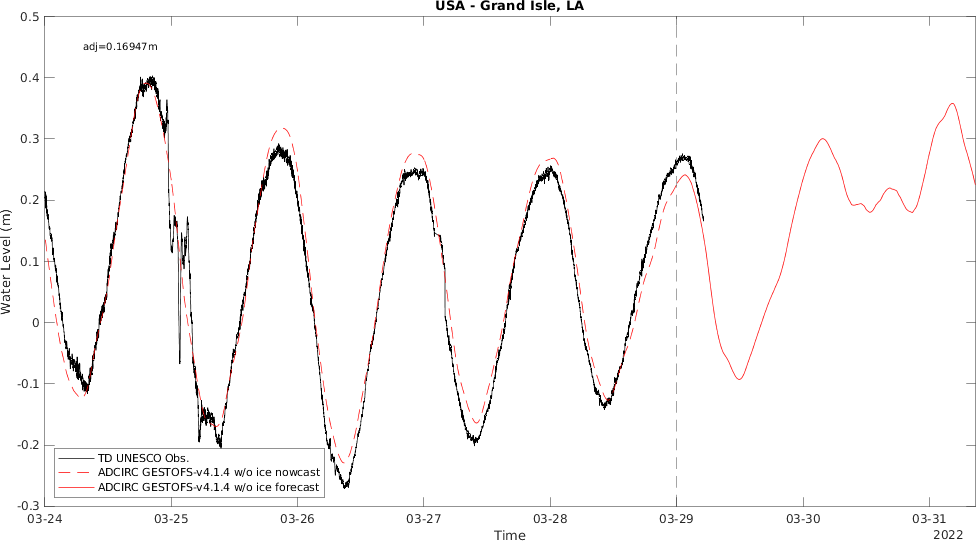 USA - Grand Isle, LA
adj=0.16947m
0.5
0.4
0.3
0.2
0.1
0
-0.1
-0.2
-0.3
Water Level (m)
TD UNESCO Obs.
ADCIRC GESTOFS-v4.1.4 w/o ice nowcast
ADCIRC GESTOFS-v4.1.4 w/o ice forecast
03-24 03-25 03-26 03-27 03-28 03-29 03-30 03-31
Time
2022